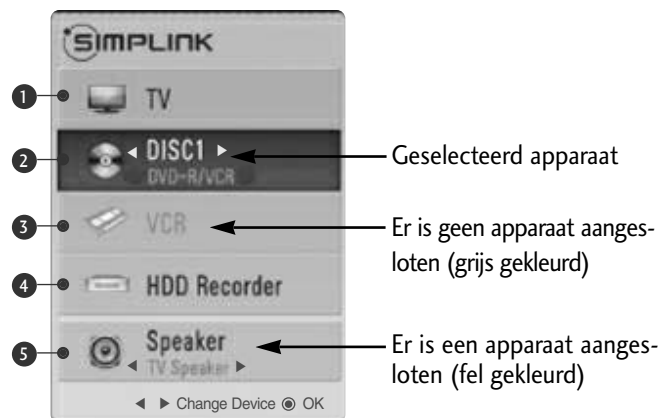 SIMPLINK
1 TV
2 ◀ DISC1 ▶
DVD-R/VCR
Geselecteerd apparaat
3 VCR
Er is geen apparaat aanges-
loten (grijs gekleurd)
4 HDD Recorder
5 Speaker
◀ TV Speaker ▶
Er is een apparaat aanges-
loten (fel gekleurd)
◀ ▶ Change Device ◉ OK